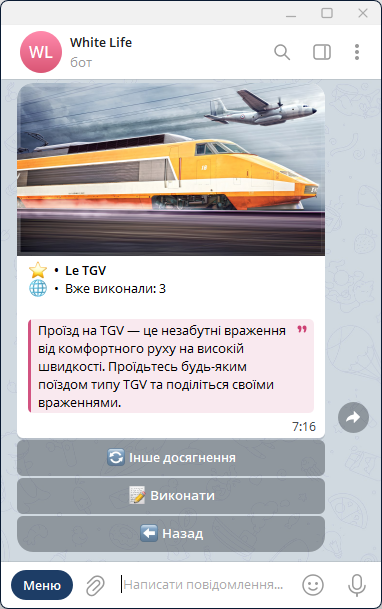 WL
White Life
бот
• Le TGV
• Вже виконали: 3
Проїзд на TGV — це незабутні враження
від комфортного руху на високій
швидкості. Проїдьтесь будь-яким
поїздом типу TGV та поділіться своїми
враженнями.
7:16
Інше досягнення
Виконати
Назад
Меню
Написати повідомлення...